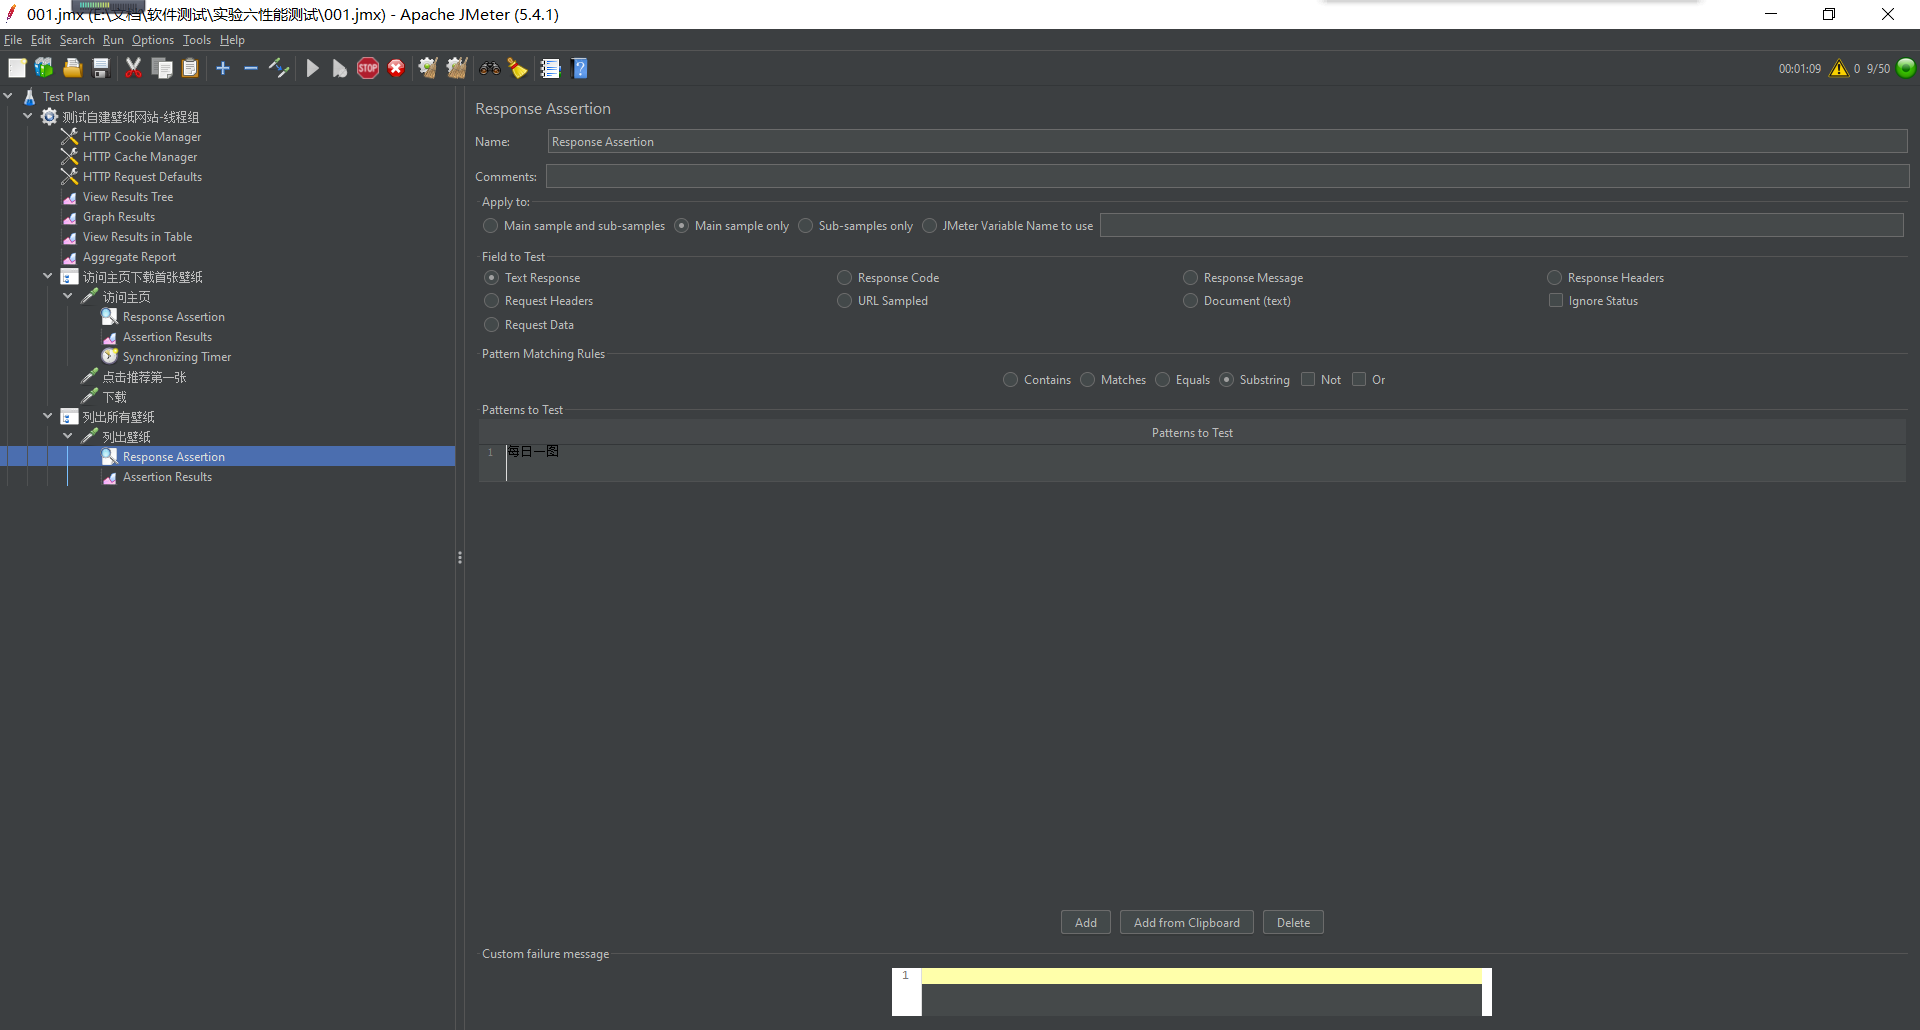 001.jmx (E:\文档\软件测试\实验六性能测试\001.jmx) - Apache JMeter (5.4.1)
File Edit Search Run Options Tools Help
STOP
00:01:09 0 9/50
Test Plan
测试自建壁纸网站-线程组
HTTP Cookie Manager
HTTP Cache Manager
HTTP Request Defaults
View Results Tree
Graph Results
View Results in Table
Aggregate Report
访问主页下载首张壁纸
访问主页
Response Assertion
Assertion Results
Synchronizing Timer
点击推荐第一张
下载
列出所有壁纸
列出壁纸
Response Assertion
Assertion Results
Response Assertion
Name: Response Assertion
Comments:
Apply to:
Main sample and sub-samples Main sample only Sub-samples only JMeter Variable Name to use
Field to Test
Text Response Response Code Response Message Response Headers
Request Headers URL Sampled Document (text) Ignore Status
Request Data
Pattern Matching Rules
Contains Matches Equals Substring Not Or
Patterns to Test
Patterns to Test
1 每日一图
Add Add from Clipboard Delete
Custom failure message
1